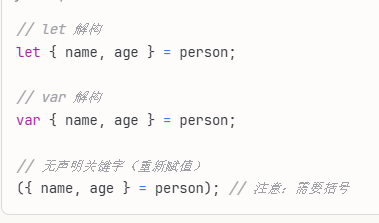 // let 解构
let { name, age } = person;
// var 解构
var { name, age } = person;
// 无声明关键字（重新赋值）
({ name, age } = person); // 注意：需要括号